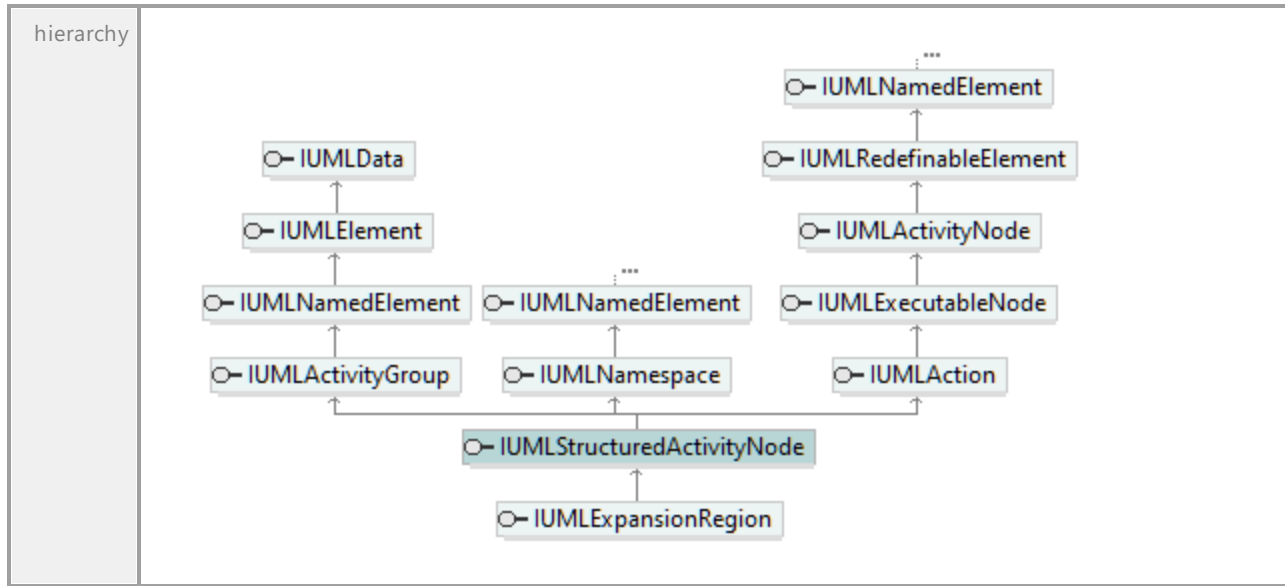 hierarchy
...
IUMLNamedElement
IUMLData
IUMLRedefinableElement
IUMLElement
IUMLActivityNode
...
IUMLNamedElement
IUMLNamedElement
IUMLExecutableNode
IUMLActivityGroup
IUMLNamespace
IUMLAction
IUMLStructuredActivityNode
IUMLExpansionRegion